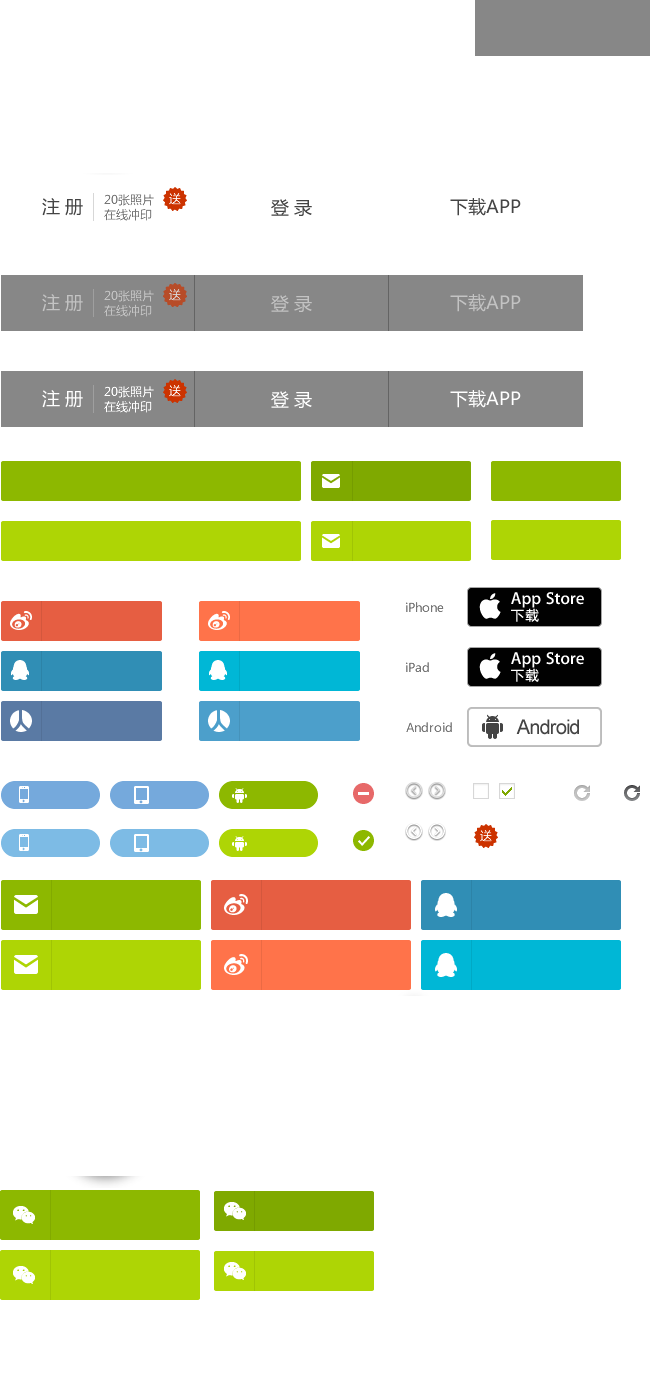 注 册
20张照片
在线冲印
送
登 录
下载APP
注 册
20张照片
在线冲印
送
登 录
下载APP
注 册
20张照片
在线冲印
送
登 录
下载APP
iPhone
App Store
下载
iPad
App Store
下载
Android
Android
送